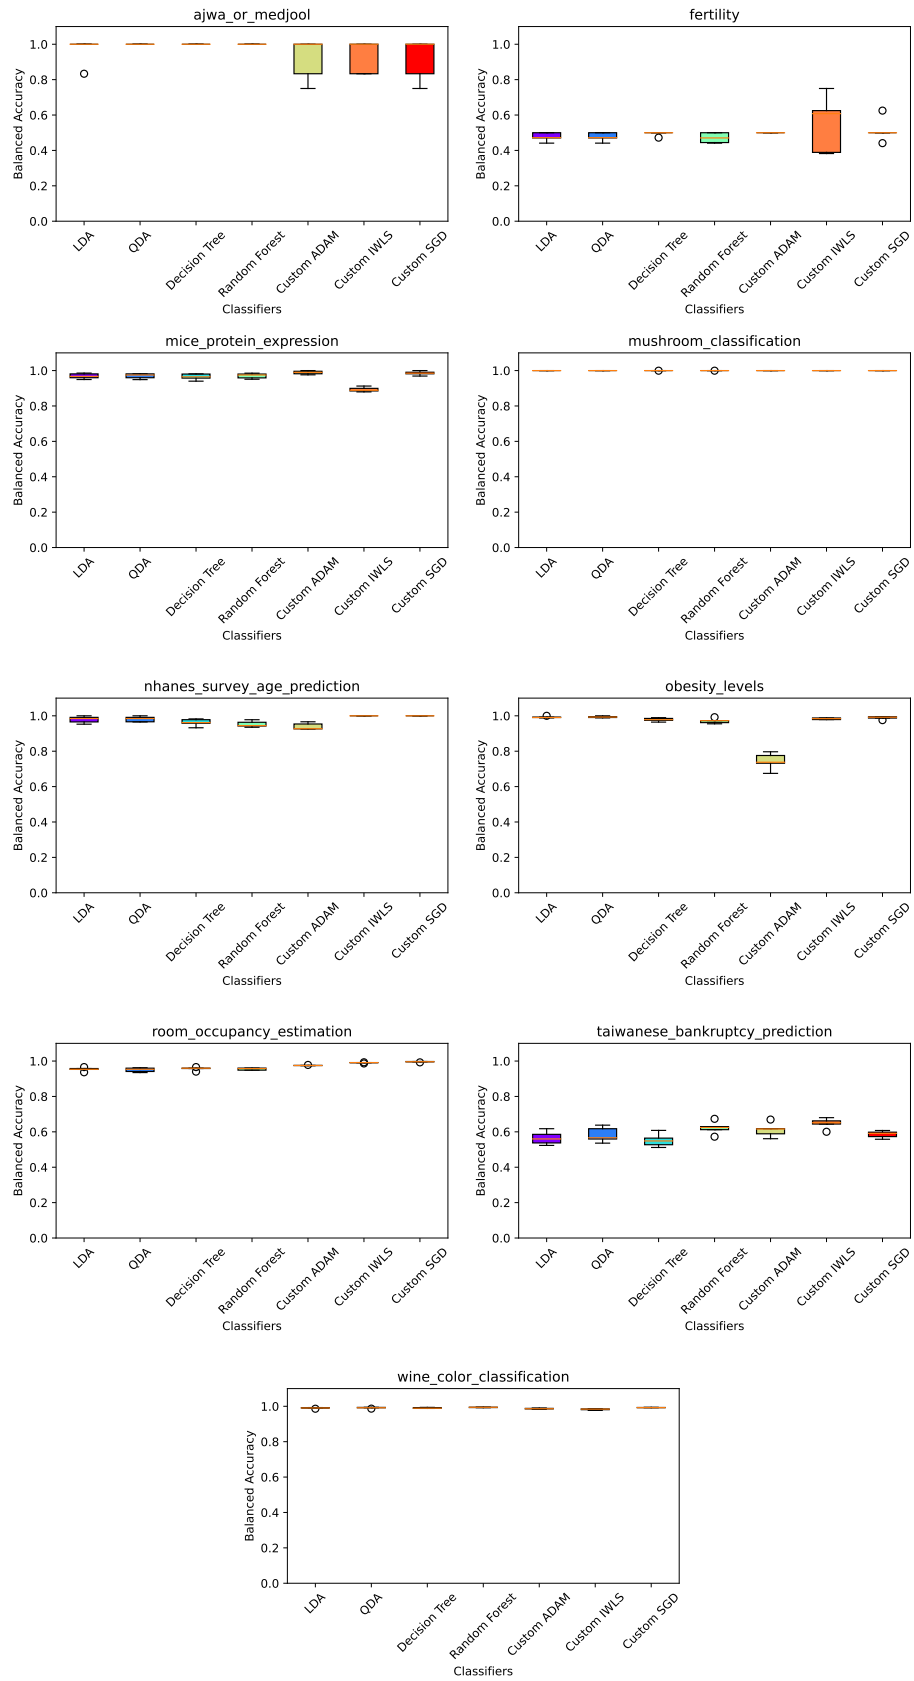 ajwa_or_medjool
Balanced Accuracy
1.0
0.8
0.6
0.4
0.2
0.0
LDA
QDA
Decision Tree
Random Forest
Custom ADAM
Custom IWLS
Custom SGD
Classifiers
fertility
Balanced Accuracy
1.0
0.8
0.6
0.4
0.2
0.0
LDA
QDA
Decision Tree
Random Forest
Custom ADAM
Custom IWLS
Custom SGD
Classifiers
mice_protein_expression
Balanced Accuracy
1.0
0.8
0.6
0.4
0.2
0.0
LDA
QDA
Decision Tree
Random Forest
Custom ADAM
Custom IWLS
Custom SGD
Classifiers
mushroom_classification
Balanced Accuracy
1.0
0.8
0.6
0.4
0.2
0.0
LDA
QDA
Decision Tree
Random Forest
Custom ADAM
Custom IWLS
Custom SGD
Classifiers
nhanes_survey_age_prediction
Balanced Accuracy
1.0
0.8
0.6
0.4
0.2
0.0
LDA
QDA
Decision Tree
Random Forest
Custom ADAM
Custom IWLS
Custom SGD
Classifiers
obesity_levels
Balanced Accuracy
1.0
0.8
0.6
0.4
0.2
0.0
LDA
QDA
Decision Tree
Random Forest
Custom ADAM
Custom IWLS
Custom SGD
Classifiers
room_occupancy_estimation
Balanced Accuracy
1.0
0.8
0.6
0.4
0.2
0.0
LDA
QDA
Decision Tree
Random Forest
Custom ADAM
Custom IWLS
Custom SGD
Classifiers
taiwanese_bankruptcy_prediction
Balanced Accuracy
1.0
0.8
0.6
0.4
0.2
0.0
LDA
QDA
Decision Tree
Random Forest
Custom ADAM
Custom IWLS
Custom SGD
Classifiers
wine_color_classification
Balanced Accuracy
1.0
0.8
0.6
0.4
0.2
0.0
LDA
QDA
Decision Tree
Random Forest
Custom ADAM
Custom IWLS
Custom SGD
Classifiers